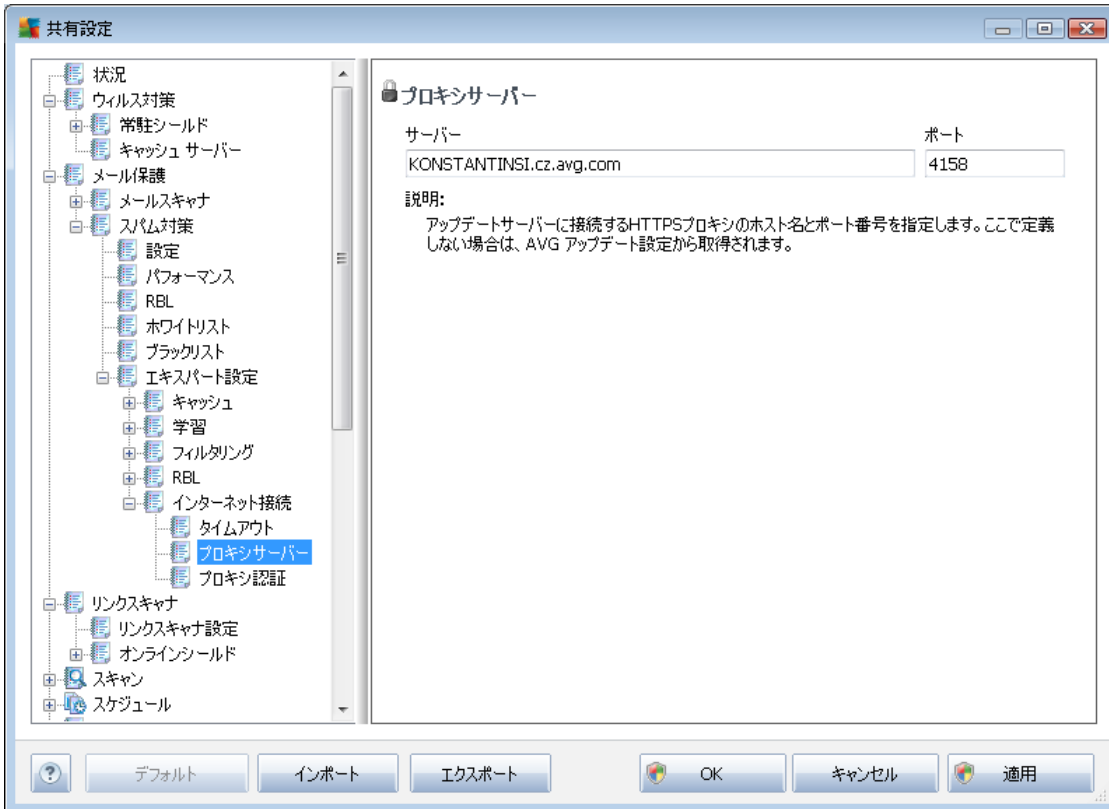 共有設定
状況
ウィルス対策
常駐シールド
キャッシュ サーバー
メール保護
メールスキャナ
スパム対策
設定
パフォーマンス
RBL
ホワイトリスト
ブラックリスト
エキスパート設定
キャッシュ
学習
フィルタリング
RBL
インターネット接続
タイムアウト
プロキシサーバー
プロキシ認証
リンクスキャナ
リンクスキャナ設定
オンラインシールド
スキャン
スケジュール
プロキシサーバー
サーバー ポート
KONSTANTINSI.cz.avg.com 4158
説明:
アップデートサーバーに接続するHTTPSプロキシのホスト名とポート番号を指定します。ここで定義
しない場合は、AVG アップデート設定から取得されます。
? デフォルト インポート エクスポート OK キャンセル 適用